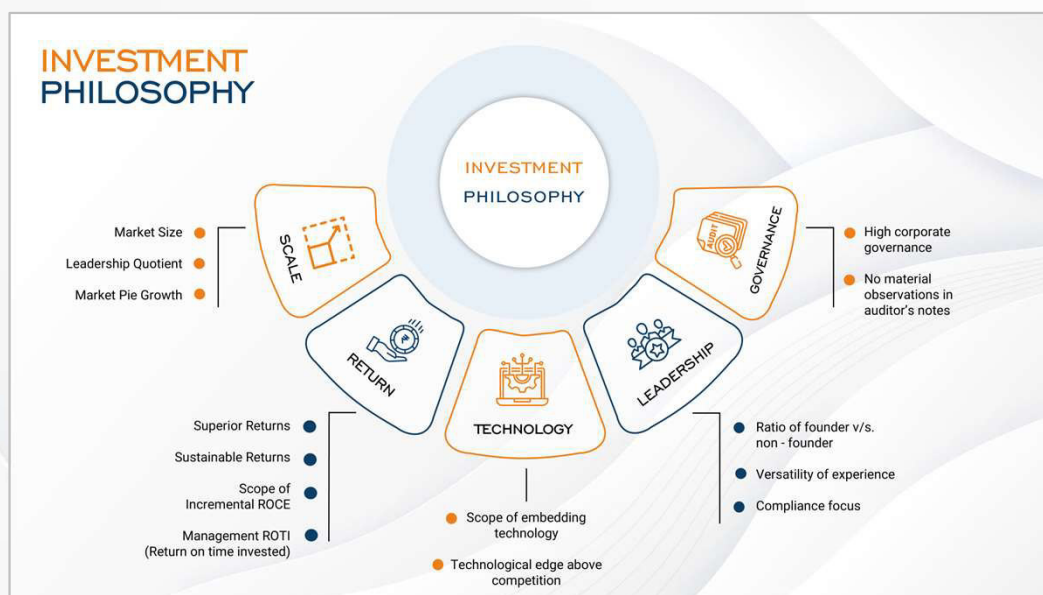 INVESTMENT
PHILOSOPHY
INVESTMENT
PHILOSOPHY
SCALE
Market Size
Leadership Quotient
Market Pie Growth
RETURN
Superior Returns
Sustainable Returns
Scope of
Incremental ROCE
Management ROTI
(Return on time invested)
TECHNOLOGY
Scope of embedding
technology
Technological edge above
competition
LEADERSHIP
Ratio of founder v/s.
non - founder
Versatility of experience
Compliance focus
AUDIT
GOVERNANCE
High corporate
governance
No material
observations in
auditor's notes